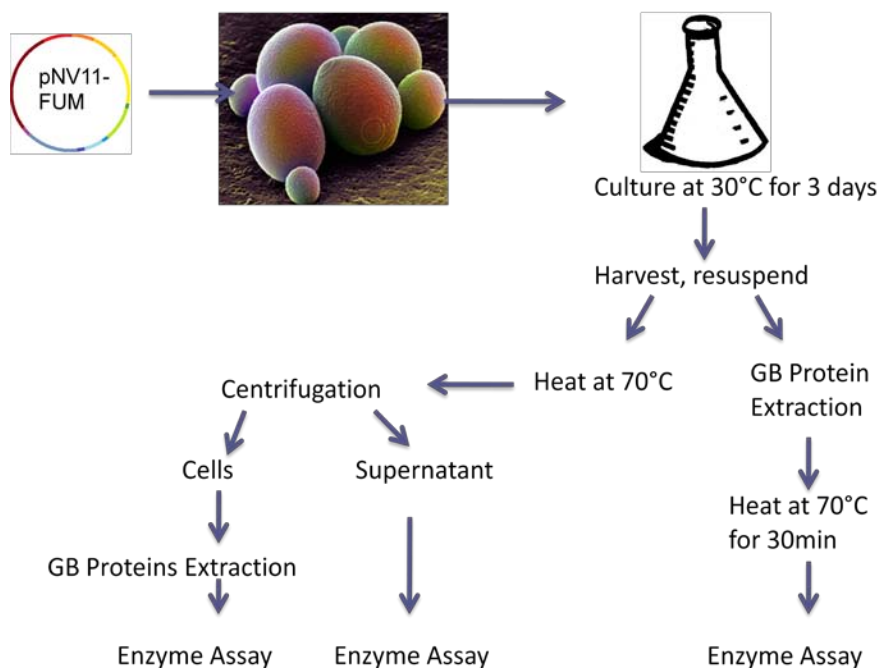 pNV11-
FUM
Culture at 30°C for 3 days
Harvest, resuspend
Heat at 70°C
GB Protein
Extraction
Centrifugation
Cells
Supernatant
Heat at 70°C
for 30min
GB Proteins Extraction
Enzyme Assay
Enzyme Assay
Enzyme Assay